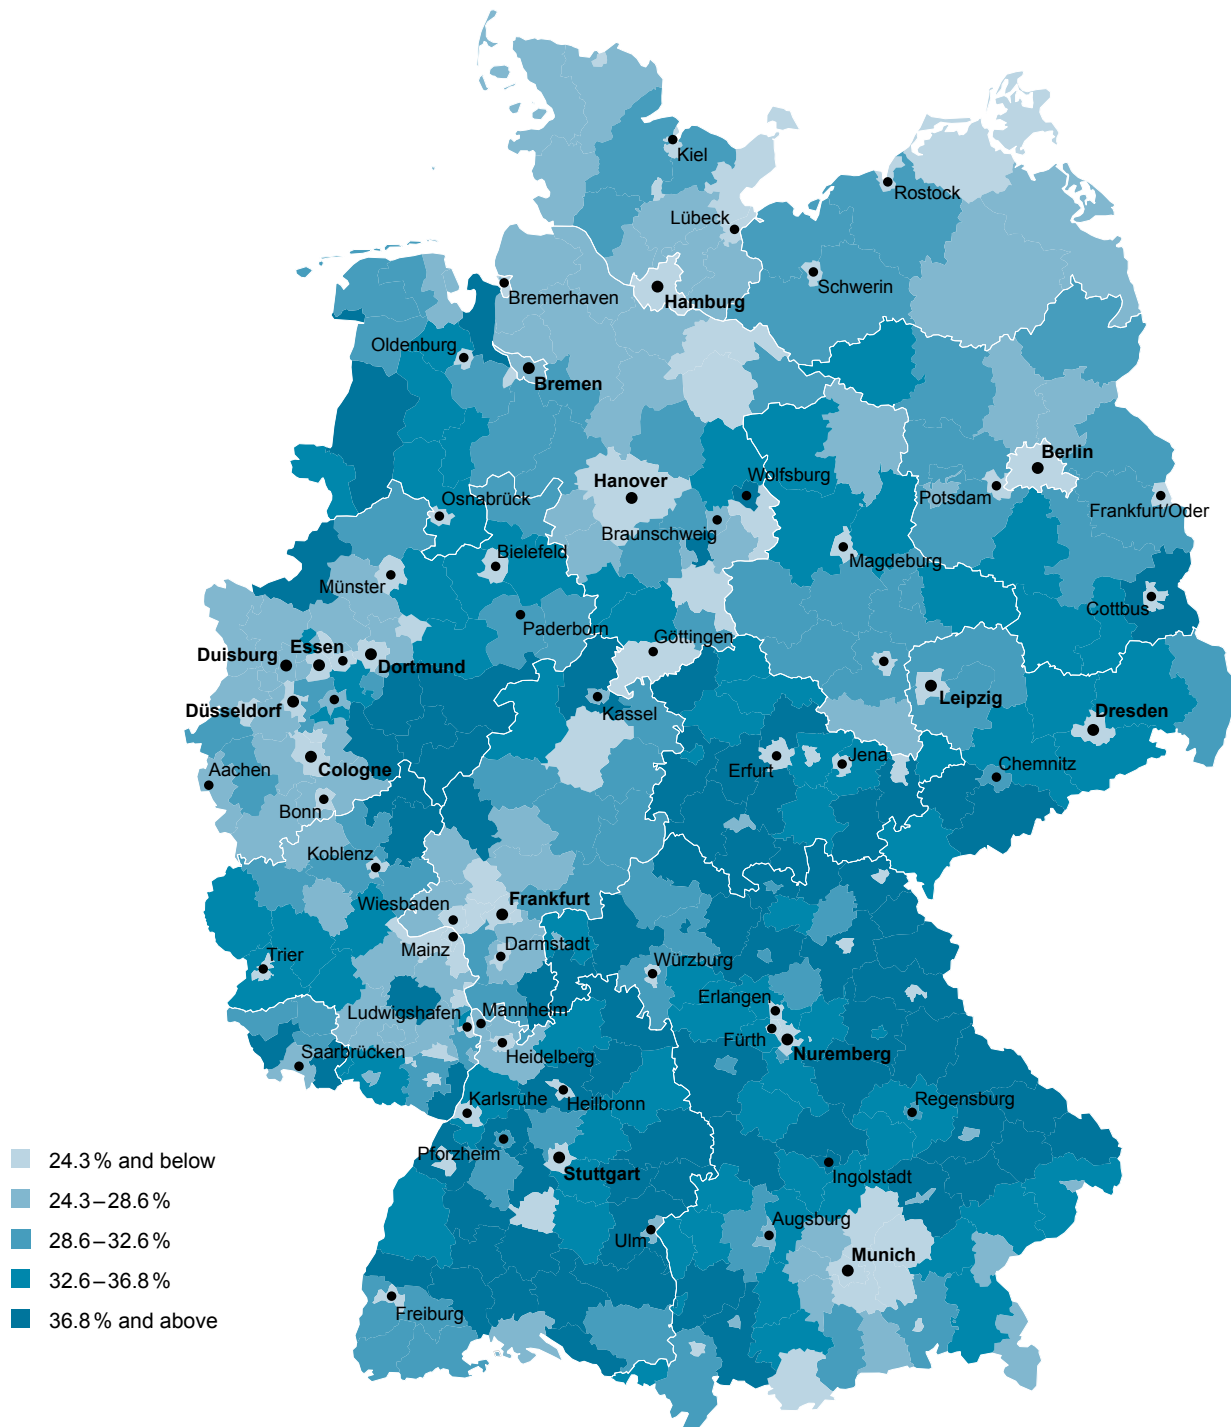 Kiel
Rostock
Lübeck
Schwerin
Bremerhaven
Hamburg
Oldenburg
Bremen
Berlin
Wolfsburg
Hanover
Potsdam
Osnabrück
Frankfurt/Oder
Braunschweig
Bielefeld
Magdeburg
Münster
Cottbus
Paderborn
Göttingen
Essen
Duisburg
Dortmund
Leipzig
Düsseldorf
Kassel
Dresden
Jena
Aachen
Cologne
Erfurt
Chemnitz
Bonn
Koblenz
Frankfurt
Wiesbaden
Mainz
Darmstadt
Trier
Würzburg
Erlangen
Mannheim
Ludwigshafen
Fürth
Nuremberg
Heidelberg
Saarbrücken
Karlsruhe
Heilbronn
Regensburg
Pforzheim
24.3 % and below
Stuttgart
Ingolstadt
24.3 – 28.6 %
Augsburg
28.6 – 32.6 %
Ulm
Munich
32.6 – 36.8 %
Freiburg
36.8 % and above